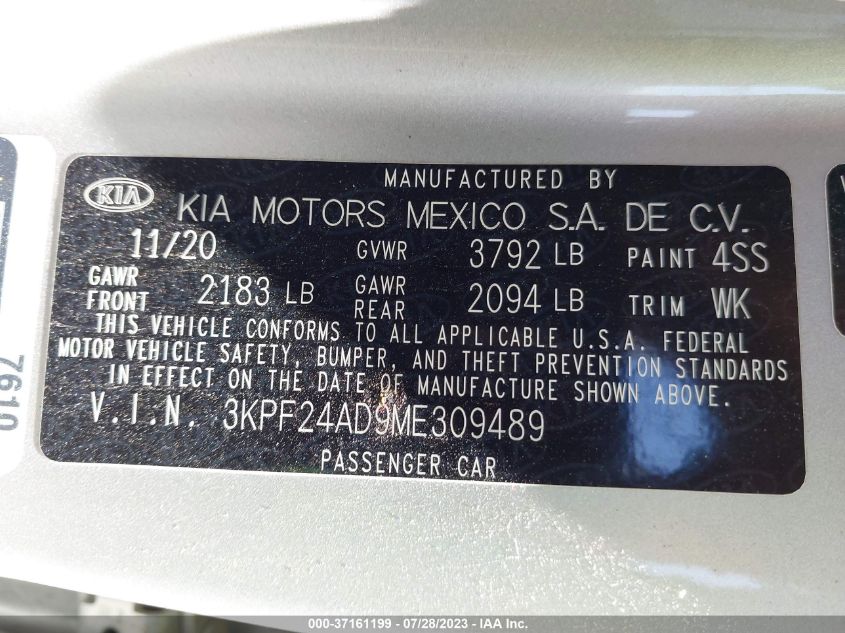 MANUFACTURED BY
KIA KIA MOTORS MEXICO S.A. DE C.V.
11/20 GVWR 3792 LB PAINT 4SS
GAWR FRONT 2183 LB GAWR REAR 2094 LB TRIM WK
THIS VEHICLE CONFORMS TO ALL APPLICABLE U.S.A. FEDERAL
MOTOR VEHICLE SAFETY, BUMPER, AND THEFT PREVENTION STANDARDS
IN EFFECT ON THE DATE OF MANUFACTURE SHOWN ABOVE.
V.I.N. 3KPF24AD9ME309489
PASSENGER CAR
000-37161199 - 07/28/2023 - COPYRIGHT IAA, LLC.